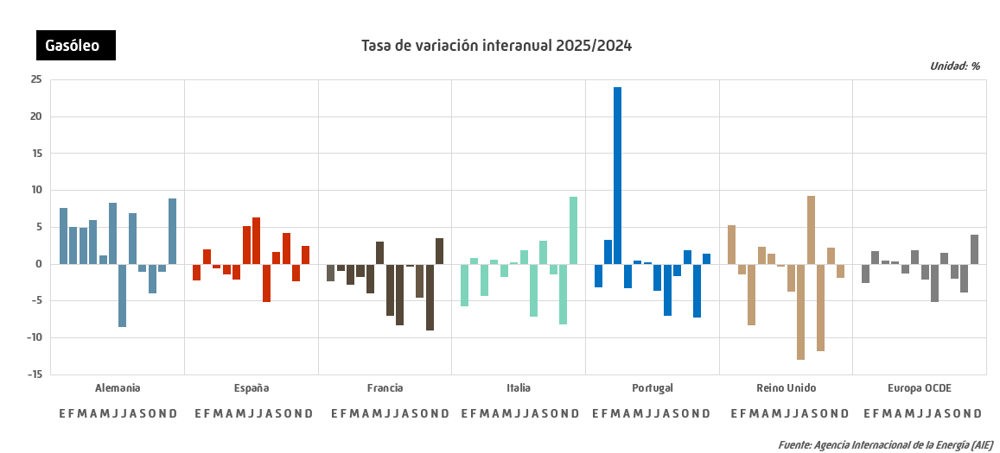 Gasóleo
Tasa de variación interanual 2025/2024
Unidad: %
25
20
15
10
5
0
-5
-10
-15
Alemania España Francia Italia Portugal Reino Unido Europa OCDE
E F M A M J J A S O N D E F M A M J J A S O N D E F M A M J J A S O N D E F M A M J J A S O N D E F M A M J J A S O N D E F M A M J J A S O N D E F M A M J J A S O N D
Fuente: Agencia Internacional de la Energía (AIE)